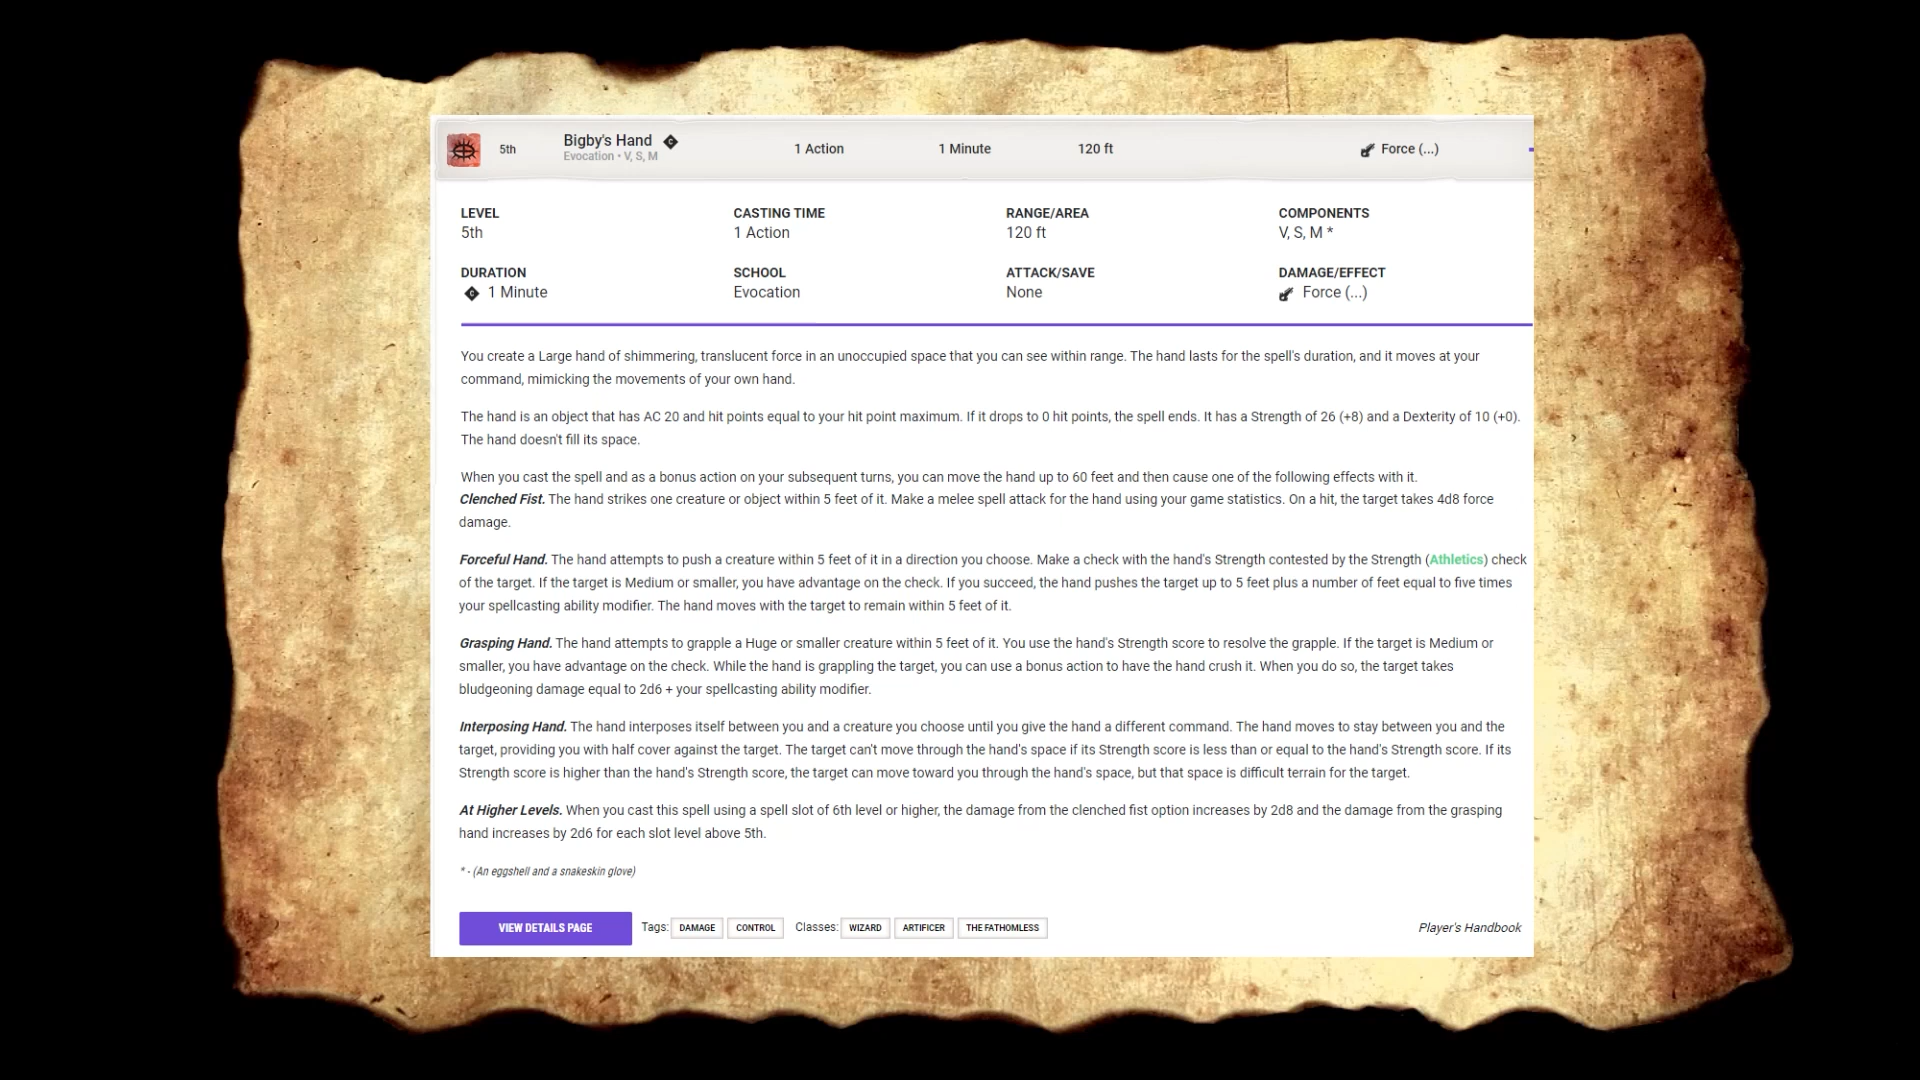 5th
Bigby's Hand
Evocation • V, S, M
1 Action
1 Minute
120 ft
Force (...)
LEVEL CASTING TIME RANGE/AREA COMPONENTS
5th 1 Action 120 ft V, S, M *
DURATION SCHOOL ATTACK/SAVE DAMAGE/EFFECT
1 Minute Evocation None Force (...)
You create a Large hand of shimmering, translucent force in an unoccupied space that you can see within range. The hand lasts for the spell's duration, and it moves at your
command, mimicking the movements of your own hand.
The hand is an object that has AC 20 and hit points equal to your hit point maximum. If it drops to 0 hit points, the spell ends. It has a Strength of 26 (+8) and a Dexterity of 10 (+0).
The hand doesn't fill its space.
When you cast the spell and as a bonus action on your subsequent turns, you can move the hand up to 60 feet and then cause one of the following effects with it.
Clenched Fist. The hand strikes one creature or object within 5 feet of it. Make a melee spell attack for the hand using your game statistics. On a hit, the target takes 4d8 force
damage.
Forceful Hand. The hand attempts to push a creature within 5 feet of it in a direction you choose. Make a check with the hand's Strength contested by the Strength (Athletics) check
of the target. If the target is Medium or smaller, you have advantage on the check. If you succeed, the hand pushes the target up to 5 feet plus a number of feet equal to five times
your spellcasting ability modifier. The hand moves with the target to remain within 5 feet of it.
Grasping Hand. The hand attempts to grapple a Huge or smaller creature within 5 feet of it. You use the hand's Strength score to resolve the grapple. If the target is Medium or
smaller, you have advantage on the check. While the hand is grappling the target, you can use a bonus action to have the hand crush it. When you do so, the target takes
bludgeoning damage equal to 2d6 + your spellcasting ability modifier.
Interposing Hand. The hand interposes itself between you and a creature you choose until you give the hand a different command. The hand moves to stay between you and the
target, providing you with half cover against the target. The target can't move through the hand's space if its Strength score is less than or equal to the hand's Strength score. If its
Strength score is higher than the hand's Strength score, the target can move toward you through the hand's space, but that space is difficult terrain for the target.
At Higher Levels. When you cast this spell using a spell slot of 6th level or higher, the damage from the clenched fist option increases by 2d8 and the damage from the grasping
hand increases by 2d6 for each slot level above 5th.
* - (An eggshell and a snakeskin glove)
VIEW DETAILS PAGE Tags: DAMAGE CONTROL Classes: WIZARD ARTIFICER THE FATHOMLESS Player's Handbook